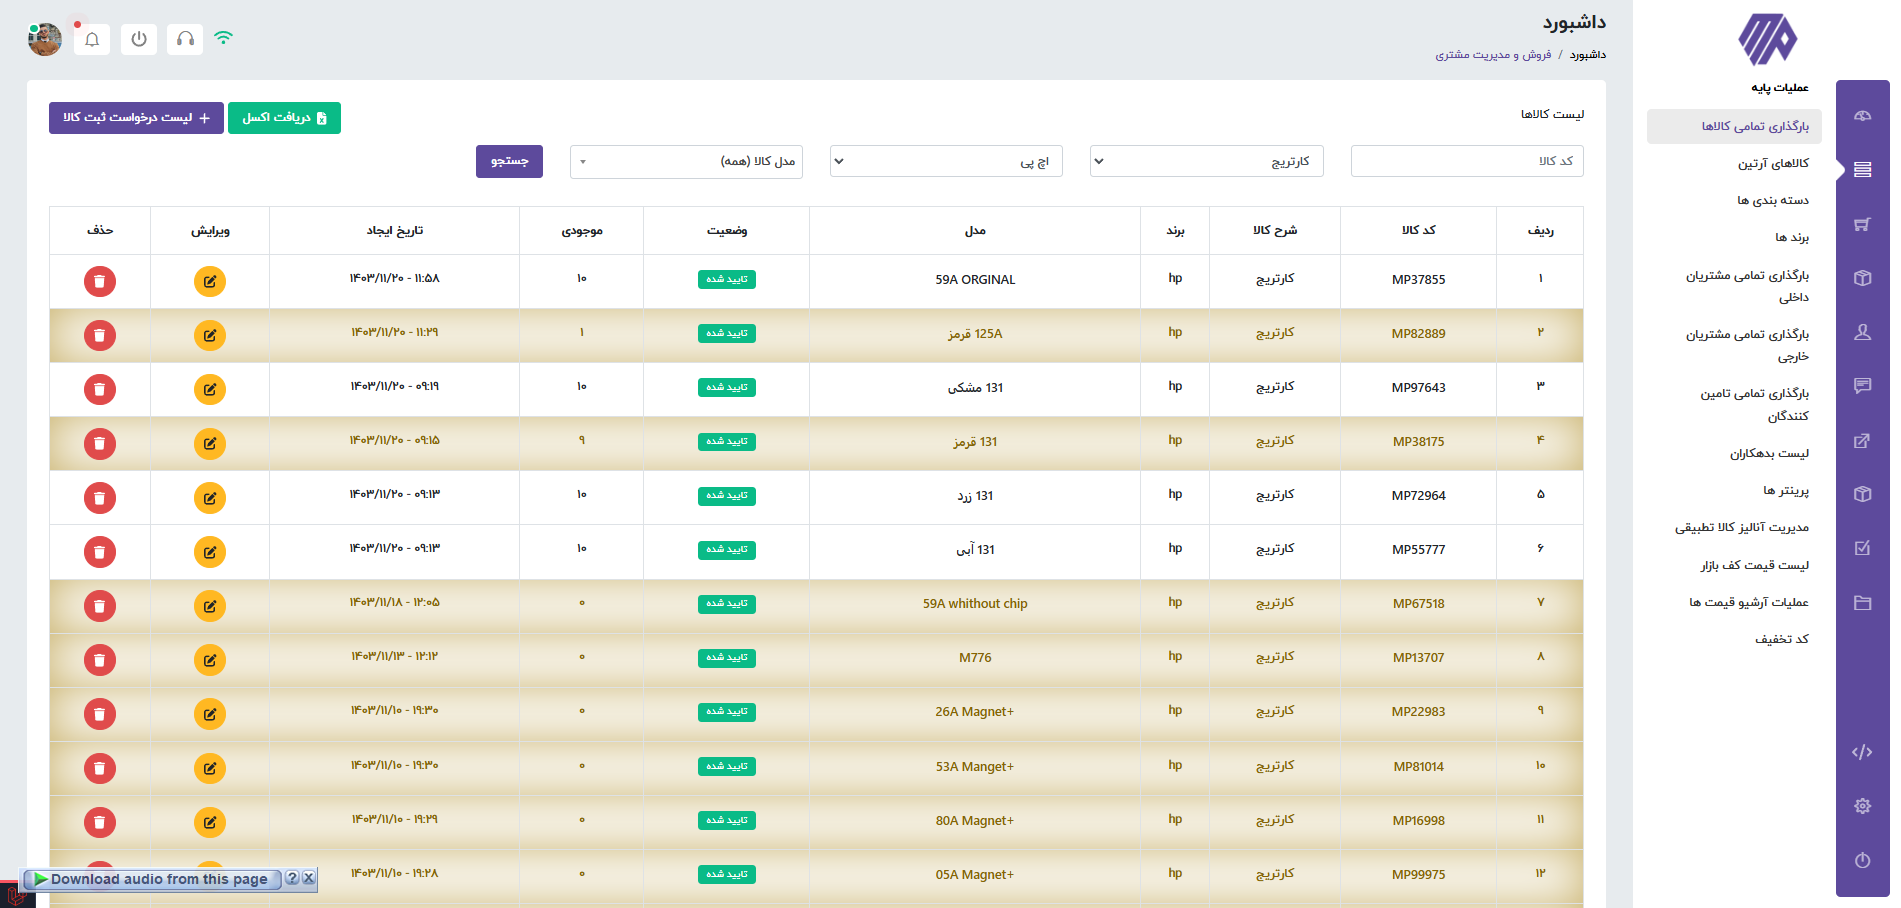 داشبورد
داشبورد / فروش و مدیریت مشتری
عملیات پایه
بارگذاری تمامی کالاها
کالاهای آرتین
دسته بندی ها
برند ها
بارگذاری تمامی مشتریان
داخلی
بارگذاری تمامی مشتریان
خارجی
بارگذاری تمامی تامین
کنندگان
لیست بدهکاران
پرینتر ها
مدیریت آنالیز کالا تطبیقی
لیست قیمت کف بازار
عملیات آرشیو قیمت ها
کد تخفیف
لیست کالاها
دریافت اکسل
لیست درخواست ثبت کالا +
کد کالا
کارتریج
اچ پی
مدل کالا (همه)
جستجو
ردیف کد کالا شرح کالا برند مدل وضعیت موجودی تاریخ ایجاد ویرایش حذف
۱ MP37855 کارتریج hp 59A ORGINAL تایید شده ۱۰ ۱۴۰۳/۱۱/۲۰ - ۱۱:۵۸
۲ MP82889 کارتریج hp 125A قرمز تایید شده ۱ ۱۴۰۳/۱۱/۲۰ - ۱۱:۲۹
۳ MP97643 کارتریج hp 131 مشکی تایید شده ۱۰ ۱۴۰۳/۱۱/۲۰ - ۰۹:۱۹
۴ MP38175 کارتریج hp 131 قرمز تایید شده ۹ ۱۴۰۳/۱۱/۲۰ - ۰۹:۱۵
۵ MP72964 کارتریج hp 131 زرد تایید شده ۱۰ ۱۴۰۳/۱۱/۲۰ - ۰۹:۱۳
۶ MP55777 کارتریج hp 131 آبی تایید شده ۱۰ ۱۴۰۳/۱۱/۲۰ - ۰۹:۱۳
۷ MP67518 کارتریج hp 59A whithout chip تایید شده ۰ ۱۴۰۳/۱۱/۱۸ - ۱۲:۰۵
۸ MP13707 کارتریج hp M776 تایید شده ۰ ۱۴۰۳/۱۱/۱۳ - ۱۲:۱۲
۹ MP22983 کارتریج hp 26A Magnet+ تایید شده ۰ ۱۴۰۳/۱۱/۱۰ - ۱۹:۳۰
۱۰ MP81014 کارتریج hp 53A Manget+ تایید شده ۰ ۱۴۰۳/۱۱/۱۰ - ۱۹:۳۰
۱۱ MP16998 کارتریج hp 80A Magnet+ تایید شده ۰ ۱۴۰۳/۱۱/۱۰ - ۱۹:۲۹
۱۲ MP99975 کارتریج hp 05A Magnet+ تایید شده ۰ ۱۴۰۳/۱۱/۱۰ - ۱۹:۲۸
Download audio from this page ? X